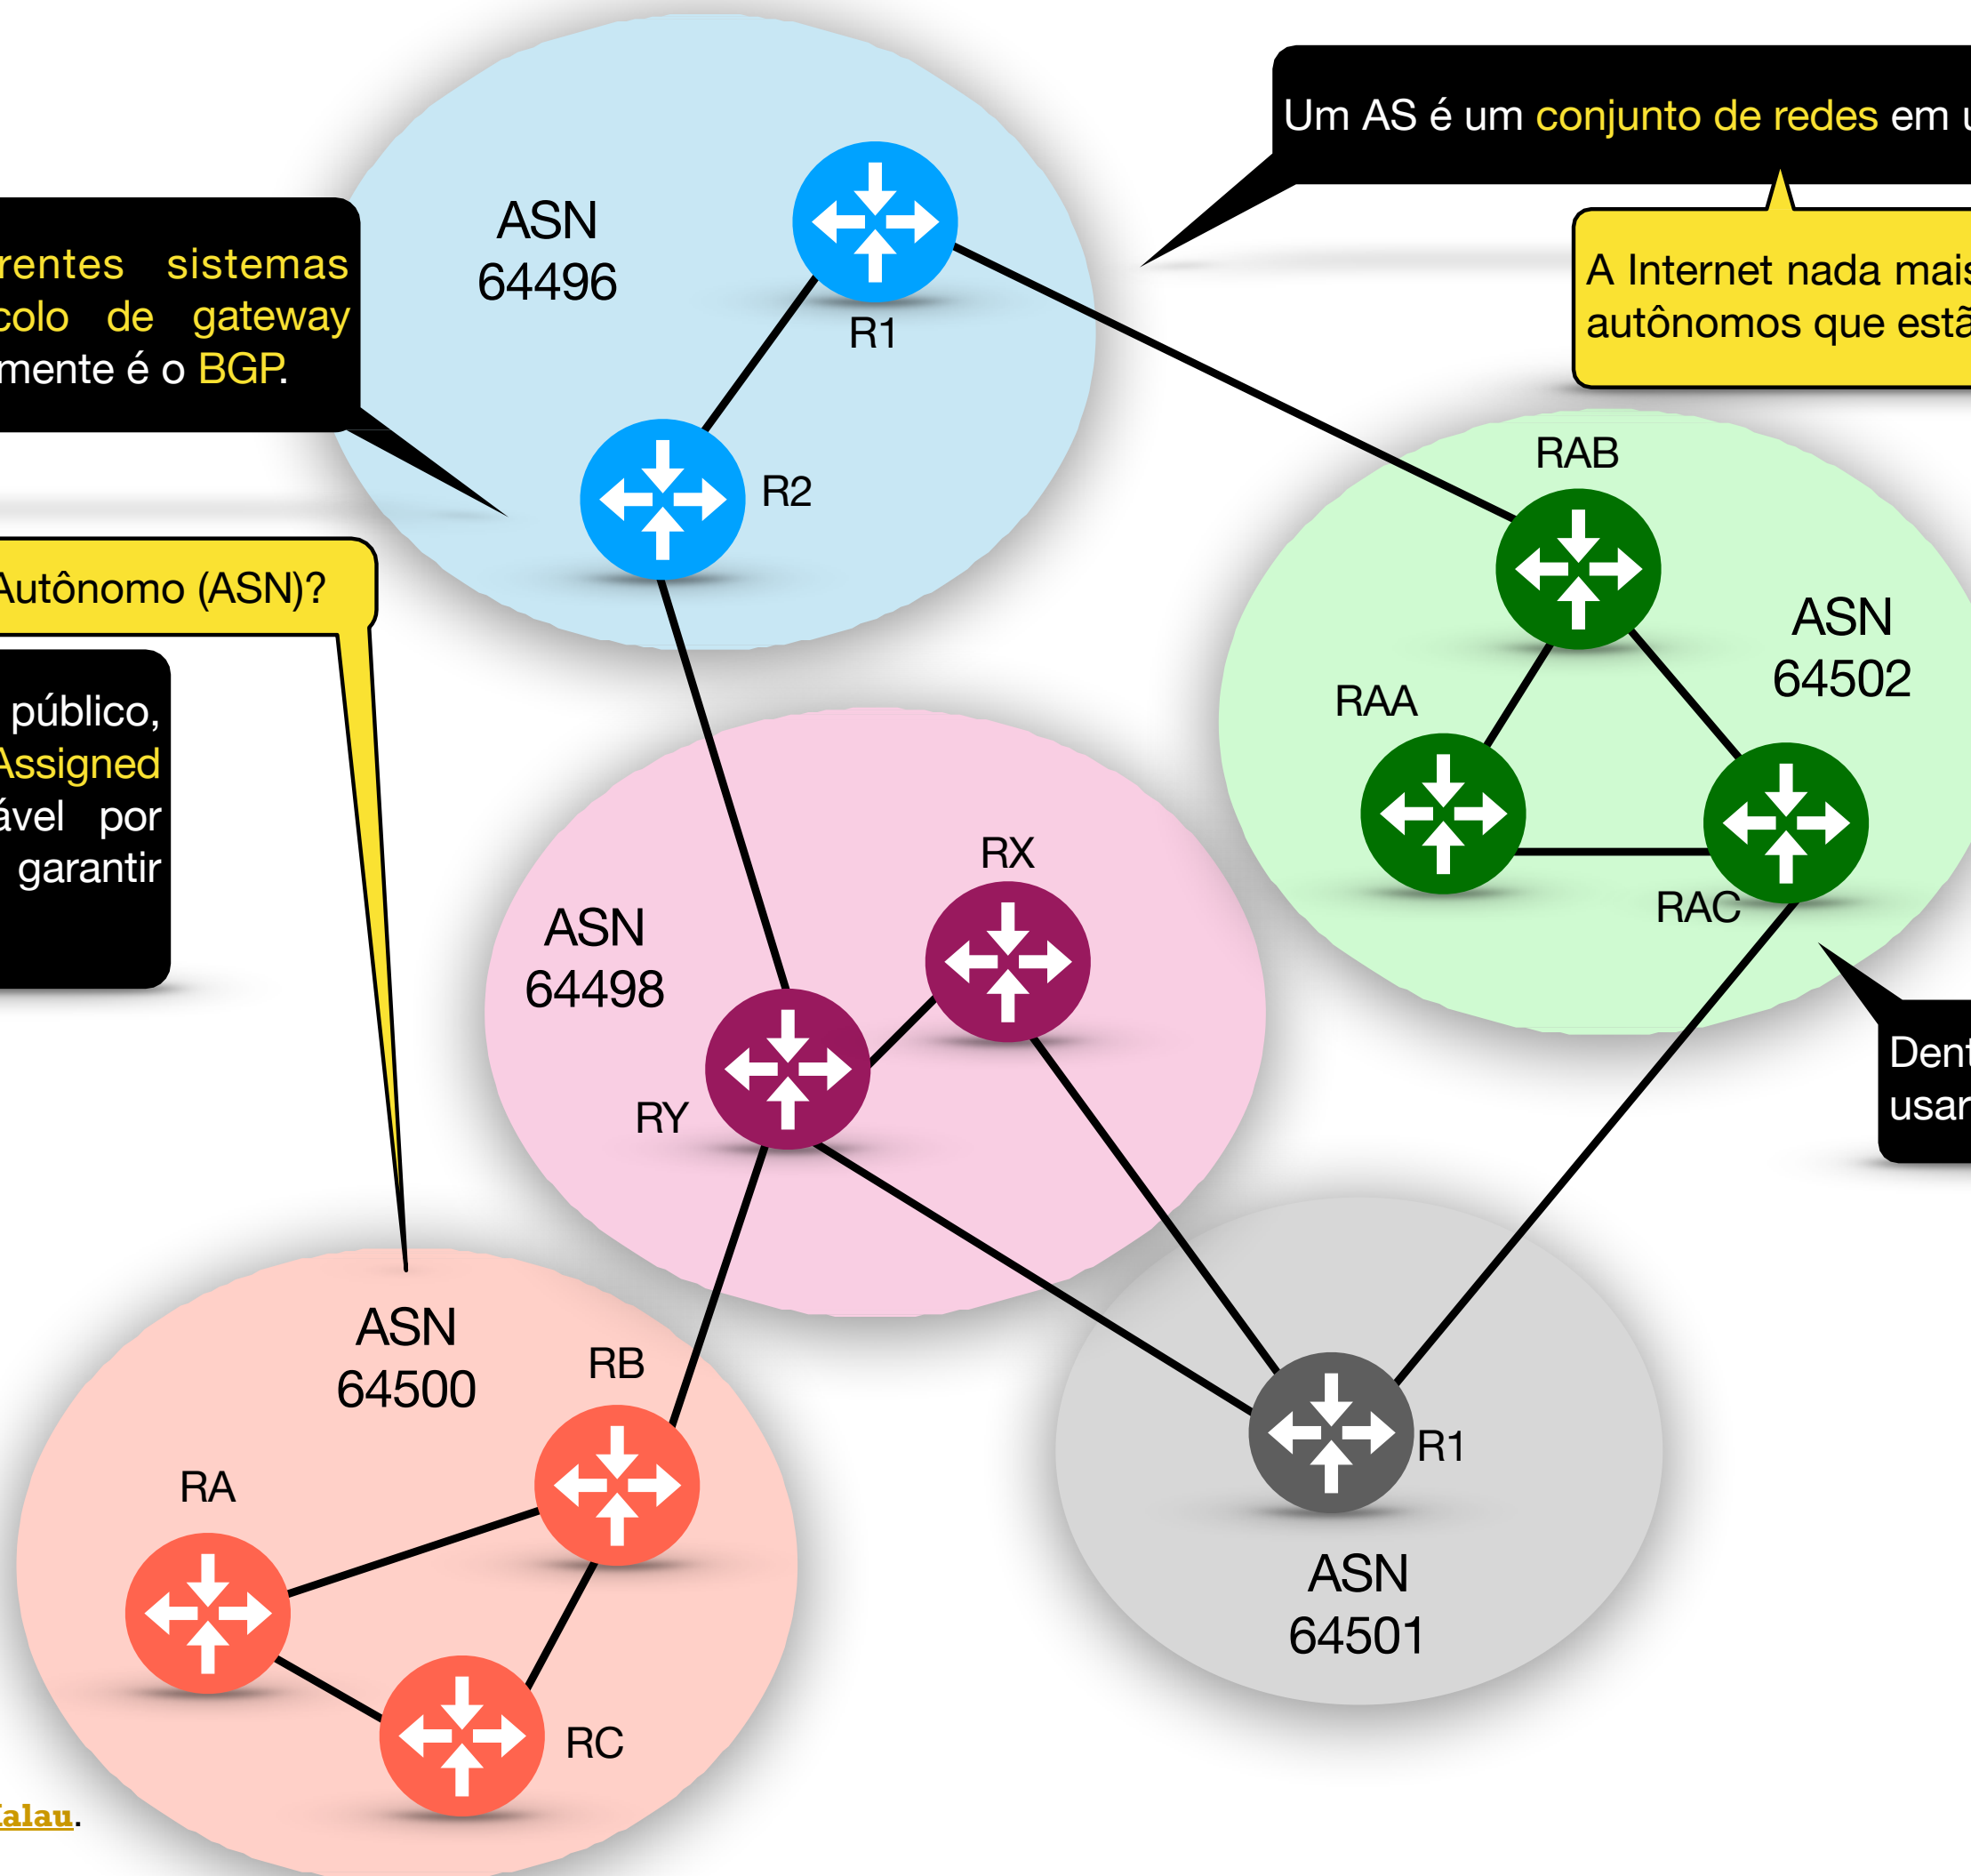 Um AS é um conjunto de redes em
A Internet nada mais
autônomos que estã
rentes sistemas
colo de gateway
mente é o BGP.
Autônomo (ASN)?
público,
Assigned
ável por
garantir
ASN
64496
R1
R2
RAB
ASN
64502
RAA
RAC
Dent
usar
RX
ASN
64498
RY
ASN
64500
RB
RA
RC
R1
ASN
64501
alau.